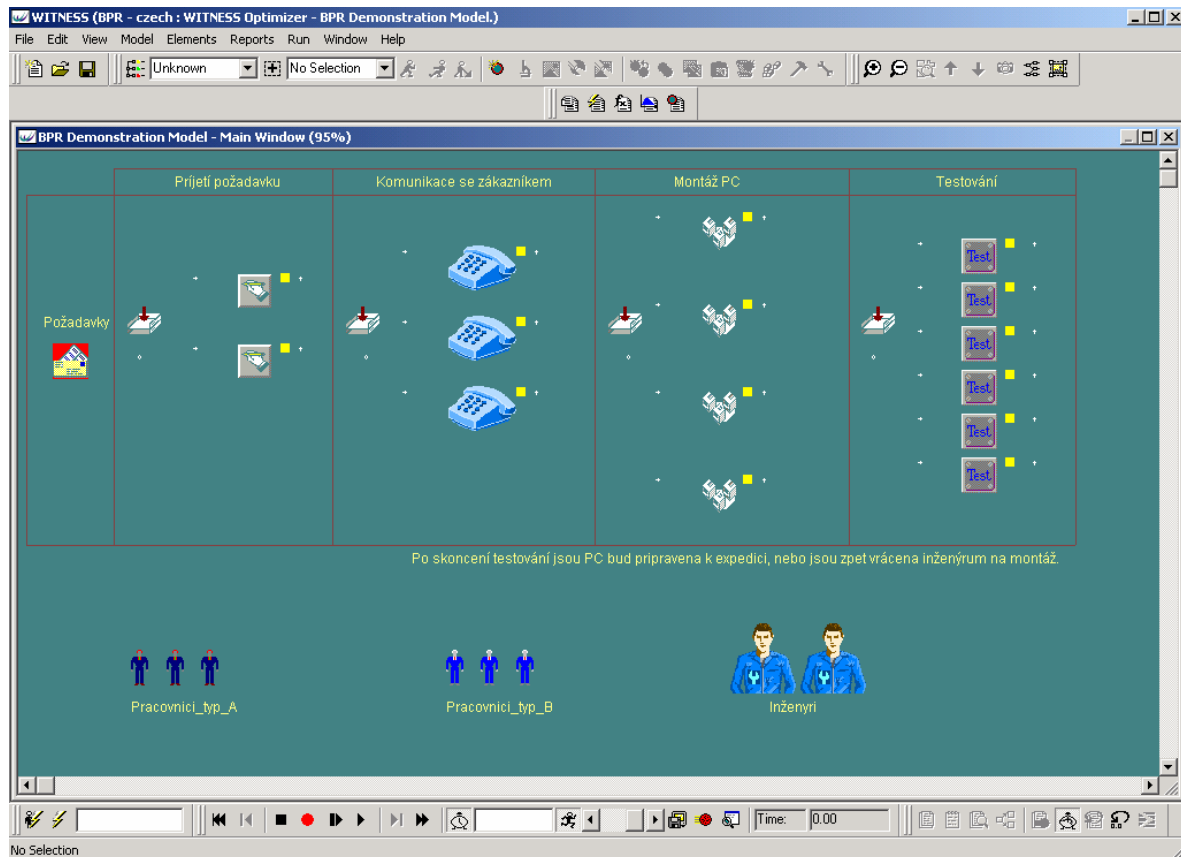 WITNESS (BPR - czech : WITNESS Optimizer - BPR Demonstration Model.)
File Edit View Model Elements Reports Run Window Help
Unknown No Selection
BPR Demonstration Model - Main Window (95%)
Príjetí požadavku Komunikace se zákazníkem Montáž PC Testování
Test
Test
Požadavky
Test
Test
Test
Test
Po skoncení testování jsou PC bud pripravena k expedici, nebo jsou zpet vrácena inženýrum na montáž.
Pracovnici_typ_A Pracovnici_typ_B Inženyri
Time: 0.00
No Selection